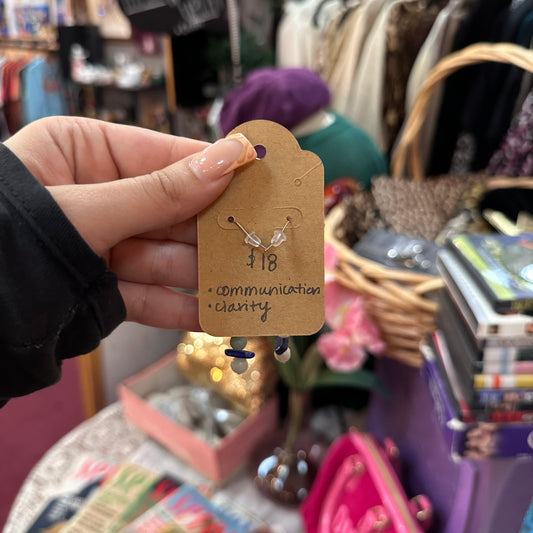 $18
• communication
• clarity